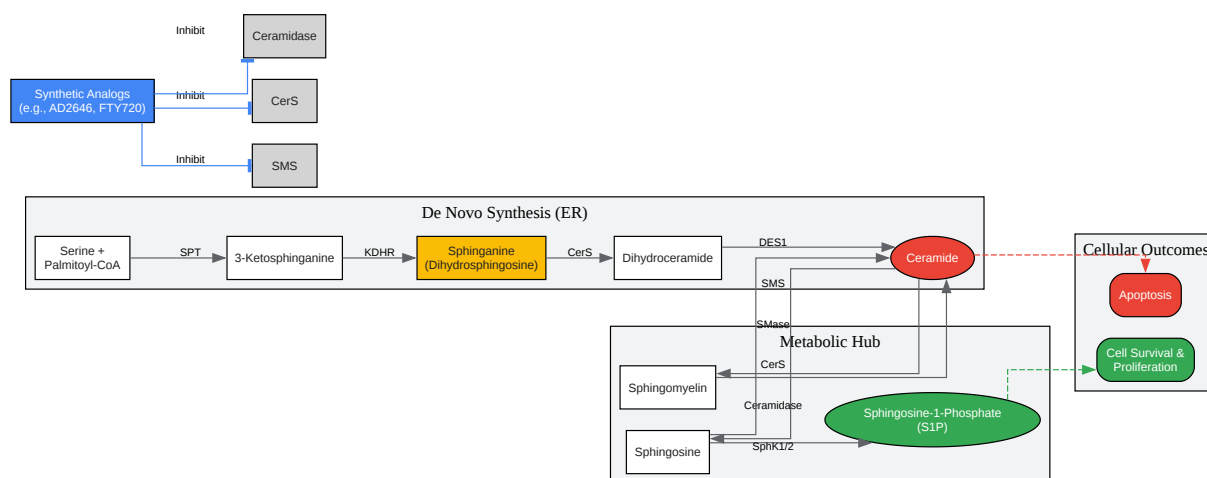 Inhibit
Ceramidase
Synthetic Analogs
(e.g., AD2646, FTY720)
Inhibit
CerS
Inhibit
SMS
De Novo Synthesis (ER)
Serine +
Palmitoyl-CoA
SPT
3-Ketosphinganine
KDHR
Sphinganine
(Dihydrosphingosine)
CerS
Dihydroceramide
DES1
Ceramide
SMS
SMase
Cellular Outcomes
Apoptosis
Cell Survival &
Proliferation
Metabolic Hub
CerS
Sphingomyelin
Ceramidase
Sphingosine-1-Phosphate
(S1P)
Sphingosine
SphK1/2